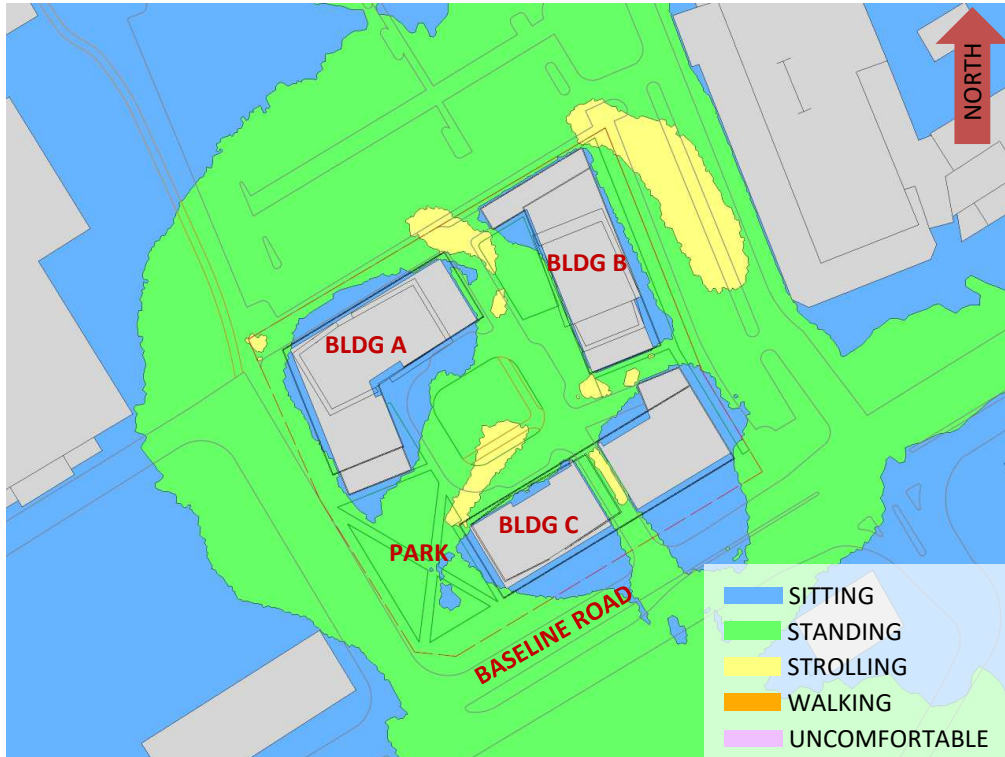 NORTH
BLDG B
BLDG A
BLDG C
PARK
BASELINE ROAD
SITTING
STANDING
STROLLING
WALKING
UNCOMFORTABLE